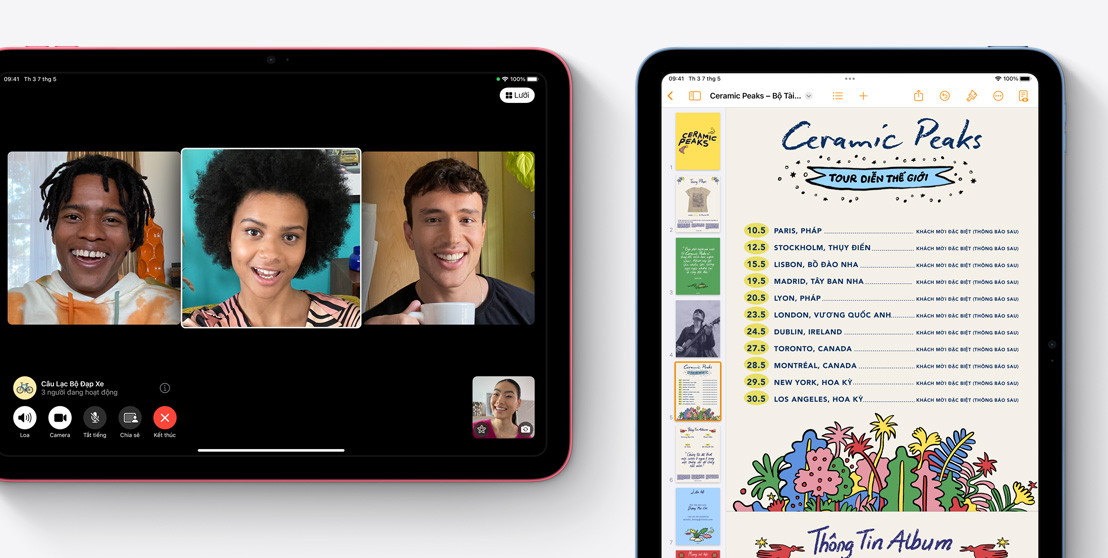 09:41 Th 3 7 thg 5
100%
Lưới
Câu Lạc Bộ Đạp Xe
3 người đang hoạt động
Loa
Camera
Tắt tiếng
Chia sẻ
Kết thúc
09:41 Th 3 7 thg 5
100%
Ceramic Peaks – Bộ Tài...
CERAMIC PEAKS
1
2
3
4
5
6
7
Ceramic Peaks
TOUR DIỄN THẾ GIỚI
10.5 PARIS, PHÁP KHÁCH MỜI ĐẶC BIỆT (THÔNG BÁO SAU)
12.5 STOCKHOLM, THỤY ĐIỂN KHÁCH MỜI ĐẶC BIỆT (THÔNG BÁO SAU)
15.5 LISBON, BỒ ĐÀO NHA KHÁCH MỜI ĐẶC BIỆT (THÔNG BÁO SAU)
19.5 MADRID, TÂY BAN NHA KHÁCH MỜI ĐẶC BIỆT (THÔNG BÁO SAU)
20.5 LYON, PHÁP KHÁCH MỜI ĐẶC BIỆT (THÔNG BÁO SAU)
23.5 LONDON, VƯƠNG QUỐC ANH KHÁCH MỜI ĐẶC BIỆT (THÔNG BÁO SAU)
24.5 DUBLIN, IRELAND KHÁCH MỜI ĐẶC BIỆT (THÔNG BÁO SAU)
27.5 TORONTO, CANADA KHÁCH MỜI ĐẶC BIỆT (THÔNG BÁO SAU)
28.5 MONTRÉAL, CANADA KHÁCH MỜI ĐẶC BIỆT (THÔNG BÁO SAU)
29.5 NEW YORK, HOA KỲ KHÁCH MỜI ĐẶC BIỆT (THÔNG BÁO SAU)
30.5 LOS ANGELES, HOA KỲ KHÁCH MỜI ĐẶC BIỆT (THÔNG BÁO SAU)
Thông Tin Album